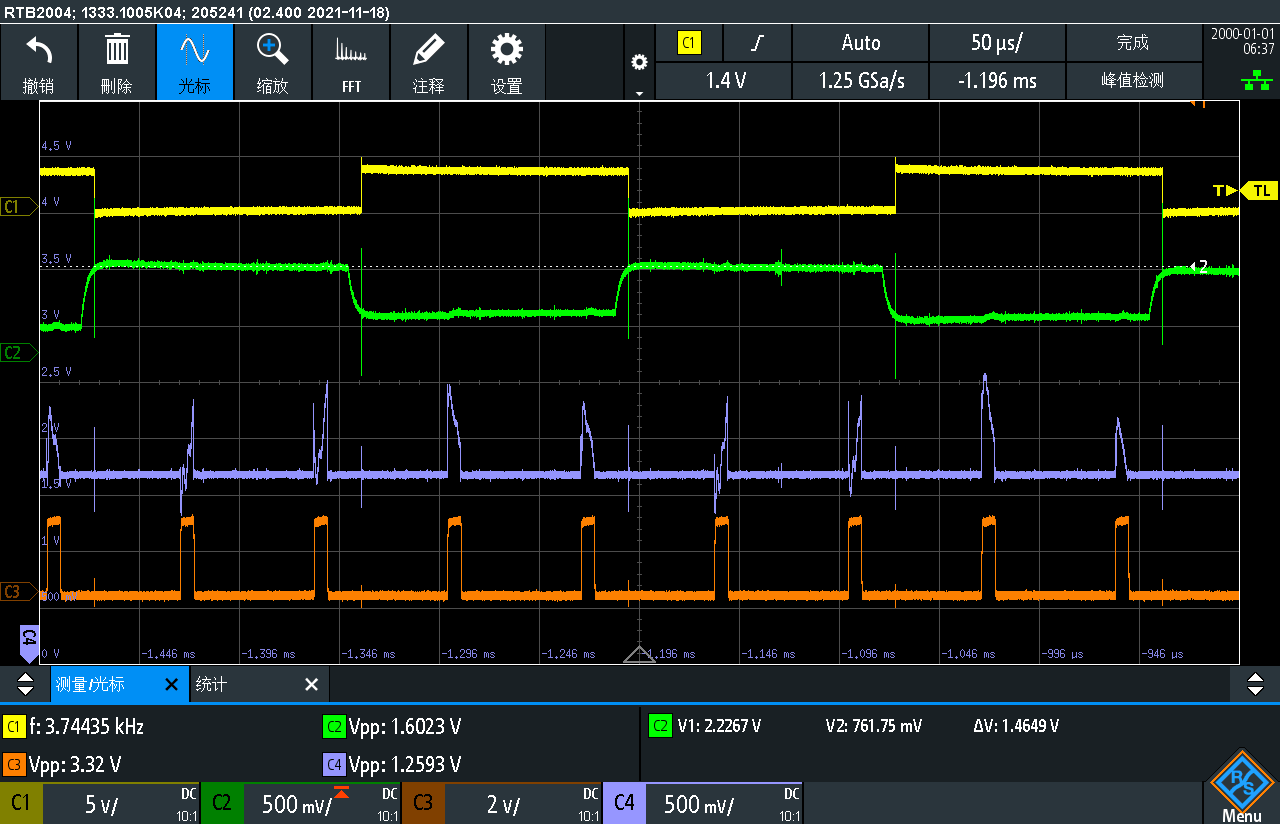 RTB2004; 1333.1005K04; 205241 (02.400 2021-11-18)
撤销 删除 光标 缩放 FFT 注释 设置
C1 Auto 50 µs/ 完成
1.4 V 1.25 GSa/s -1.196 ms 峰值检测
2000-01-01
06:37
4.5 V
C1 4 V T TL
3.5 V 2
3 V
C2
2.5 V
2 V
1.5 V
1 V
C3
C4 0 V -1.446 ms -1.396 ms -1.346 ms -1.296 ms -1.246 ms -1.196 ms -1.146 ms -1.096 ms -1.046 ms -996 µs -946 µs
测量/光标 统计
C1 f: 3.74435 kHz C2 Vpp: 1.6023 V C2 V1: 2.2267 V V2: 761.75 mV ΔV: 1.4649 V
C3 Vpp: 3.32 V C4 Vpp: 1.2593 V
C1 5 V/ DC 10:1 C2 500 mV/ DC 10:1 C3 2 V/ DC 10:1 C4 500 mV/ DC 10:1
R S
Menu